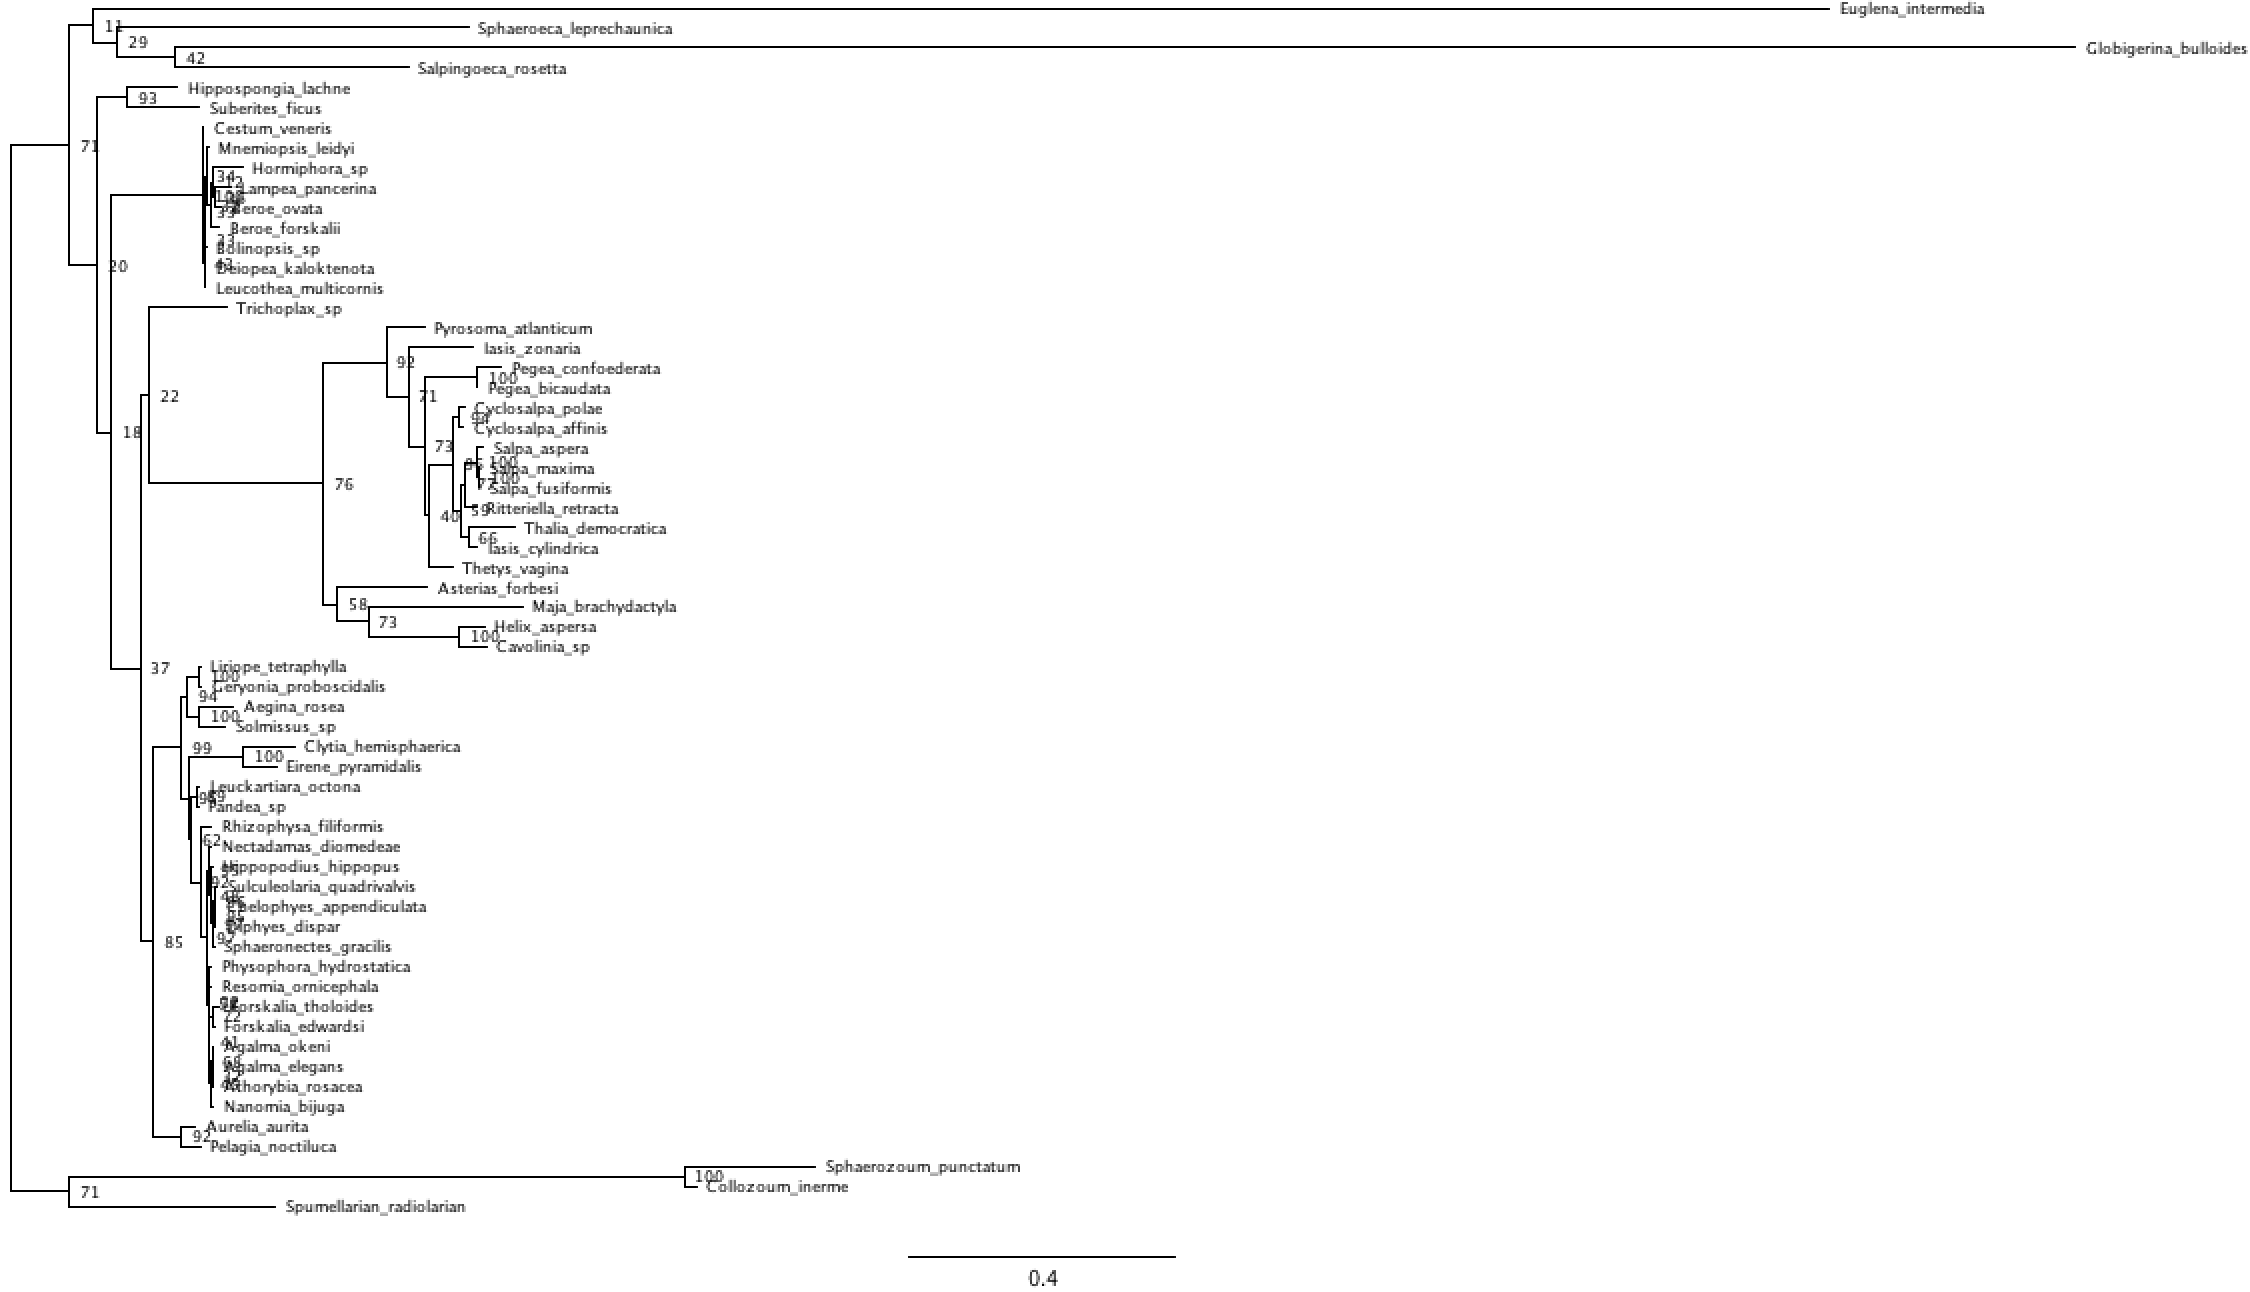 Euglena_intermedia
11
Sphaeroeca_leprechaunica
29
Globigerina_bulloides
42
Salpingoeca_rosetta
Hippospongia_lachne
93
Suberites_ficus
Cestum_veneris
71
Mnemiopsis_leidyi
Hormiphora_sp
34
Lampea_pancerina
Beroe_ovata
Beroe_forskalii
Bolinopsis_sp
20
Deiopea_kaloktenota
Leucothea_multicornis
Trichoplax_sp
Pyrosoma_atlanticum
92
Iasis_zonaria
Pegea_confoederata
100
Pegea_bicaudata
22
71
Cyclosalpa_polae
94
Cyclosalpa_affinis
18
73
Salpa_aspera
100
Salpa_maxima
100
76
77
Salpa_fusiformis
Ritteriella_retracta
40
59
Thalia_democratica
66
Iasis_cylindrica
Thetys_vagina
Asterias_forbesi
58
Maja_brachydactyla
73
Helix_aspersa
100
Cavolinia_sp
37
Liriope_tetraphylla
100
Geryonia_proboscidalis
94
Aegina_rosea
100
Solmissus_sp
99
Clytia_hemisphaerica
100
Eirene_pyramidalis
Leuckartiara_octona
Pandea_sp
Rhizophysa_filiformis
62
Nectadamas_diomedeae
Hippopodius_hippopus
Sulculeolaria_quadrivalvis
Chelophyes_appendiculata
Diphyes_dispar
85
Sphaeronectes_gracilis
Physophora_hydrostatica
Resomia_ornicephala
Forskalia_tholoides
72
Forskalia_edwardsi
Agalma_okeni
Agalma_elegans
Athorybia_rosacea
Nanomia_bijuga
Aurelia_aurita
92
Pelagia_noctiluca
Sphaerozoum_punctatum
100
Collozoum_inerme
71
Spumellarian_radiolarian
0.4